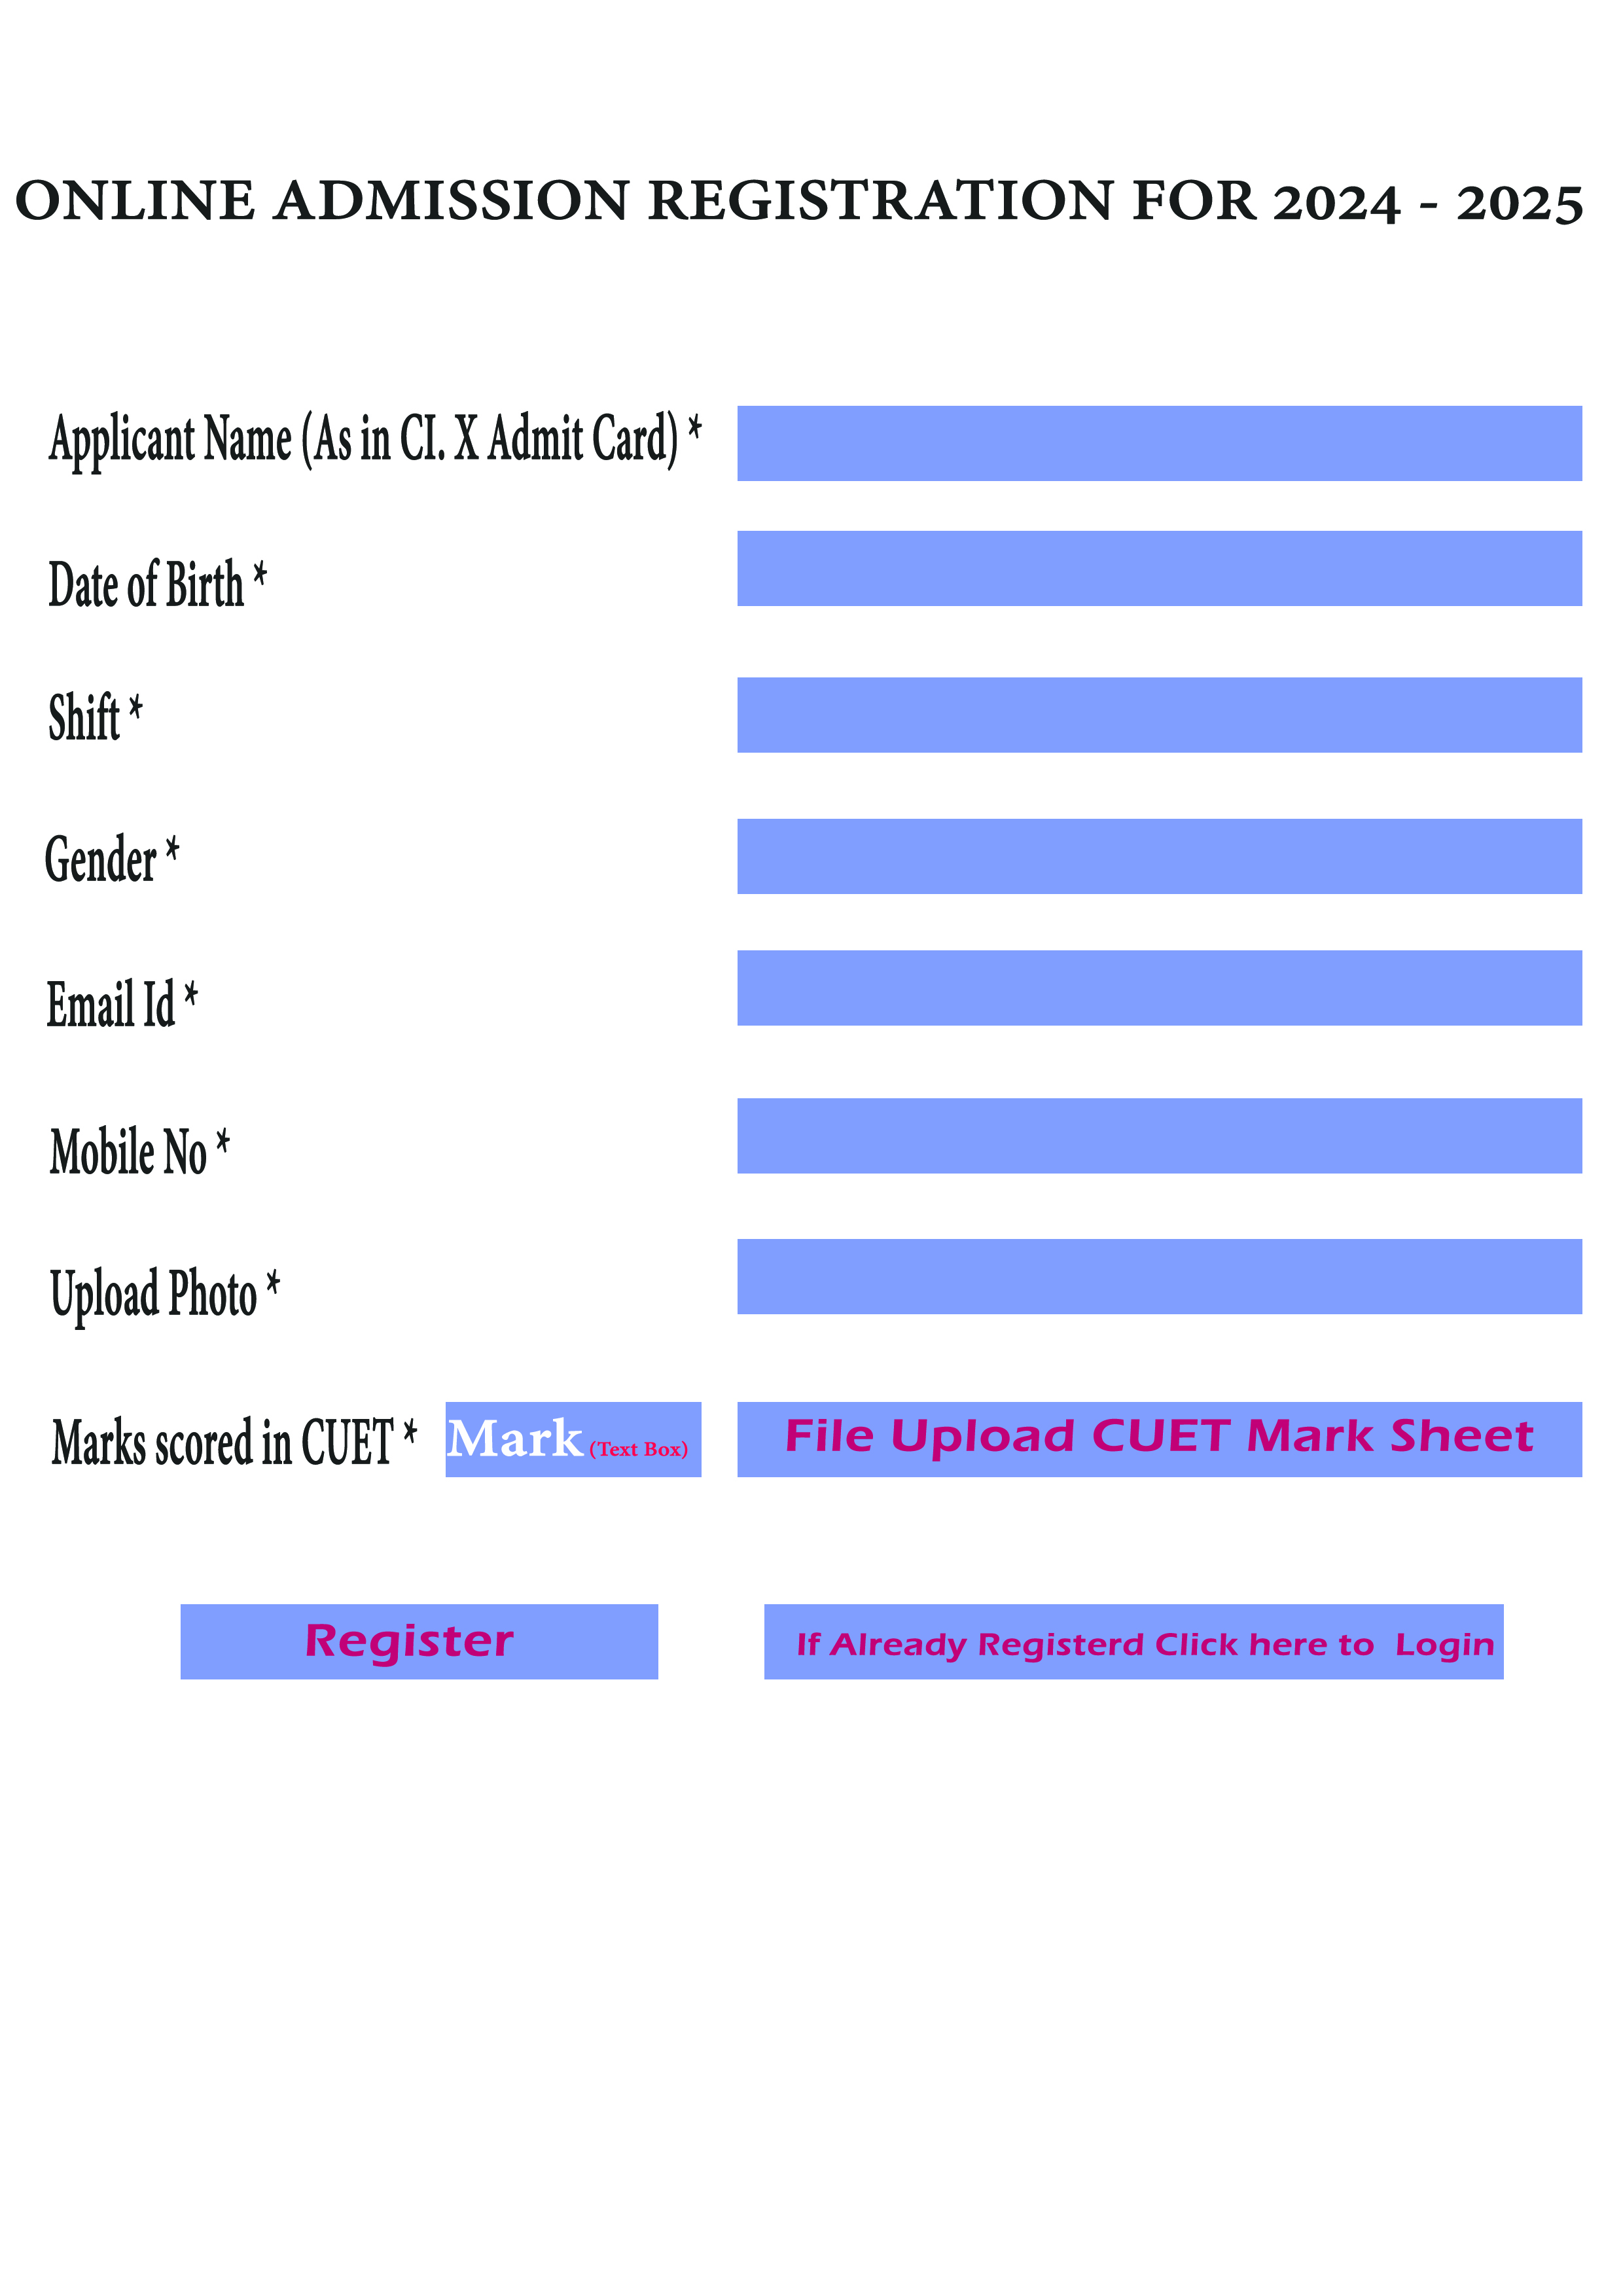 ONLINE ADMISSION REGISTRATION FOR 2024 - 2025
Applicant Name (As in CI. X Admit Card) *
Date of Birth *
Shift *
Gender *
Email Id *
Mobile No *
Upload Photo *
Marks scored in CUET * Mark (Text Box) File Upload CUET Mark Sheet
Register If Already Registerd Click here to Login